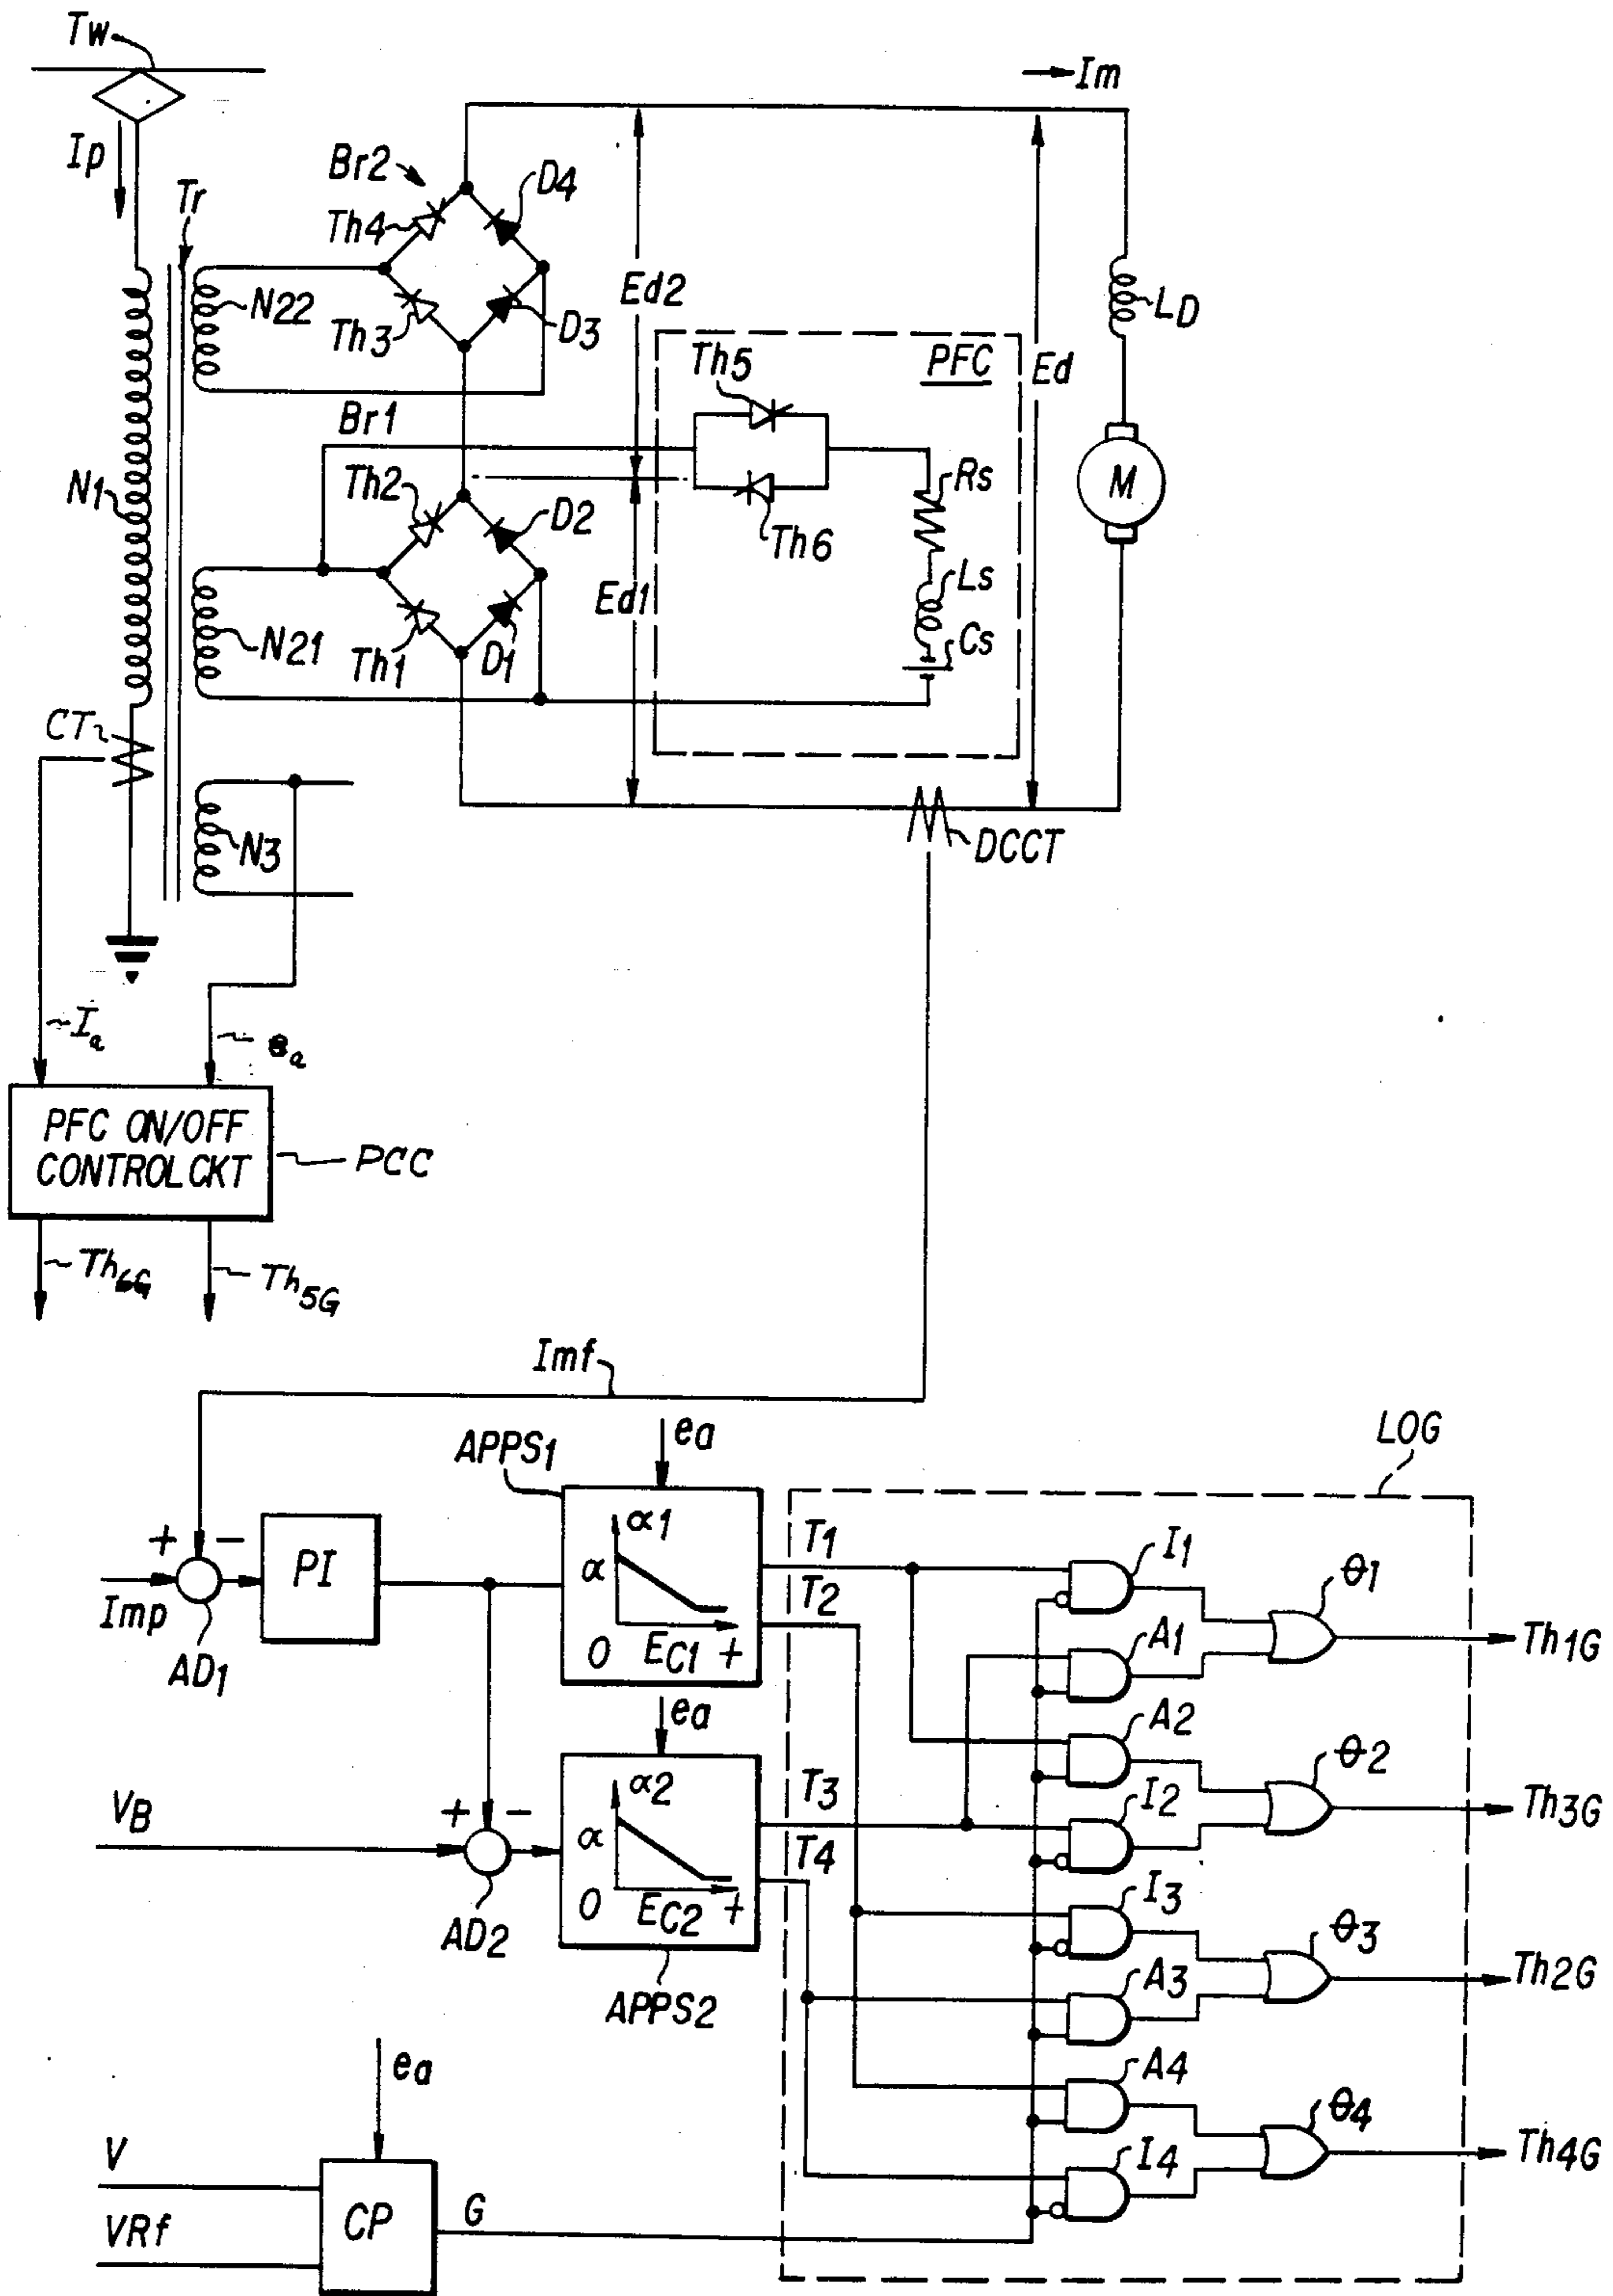 Tw
Im
Ip
Br2
D4
Th4
Tr
N22
Ed2
LD
Th3
D3
PFC
Ed
Th5
Br1
N1
Th2
D2
Rs
M
Th6
Ls
Ed1
Cs
N21
Th1
D1
CT
N3
DCCT
Ia
ea
PFC ON/OFF
CONTROLCKT
PCC
Th6G
Th5G
Imf
ea
LOG
APPS1
+ -
PI
α1
α
T1
I1
θ1
Imp
T2
0 EC1 +
A1
Th1G
AD1
ea
A2
α2
θ2
VB
+ -
α
T3
I2
Th3G
T4
0 EC2 +
I3
AD2
θ3
A3
Th2G
APPS2
ea
A4
θ4
V
I4
Th4G
CP
G
VRf